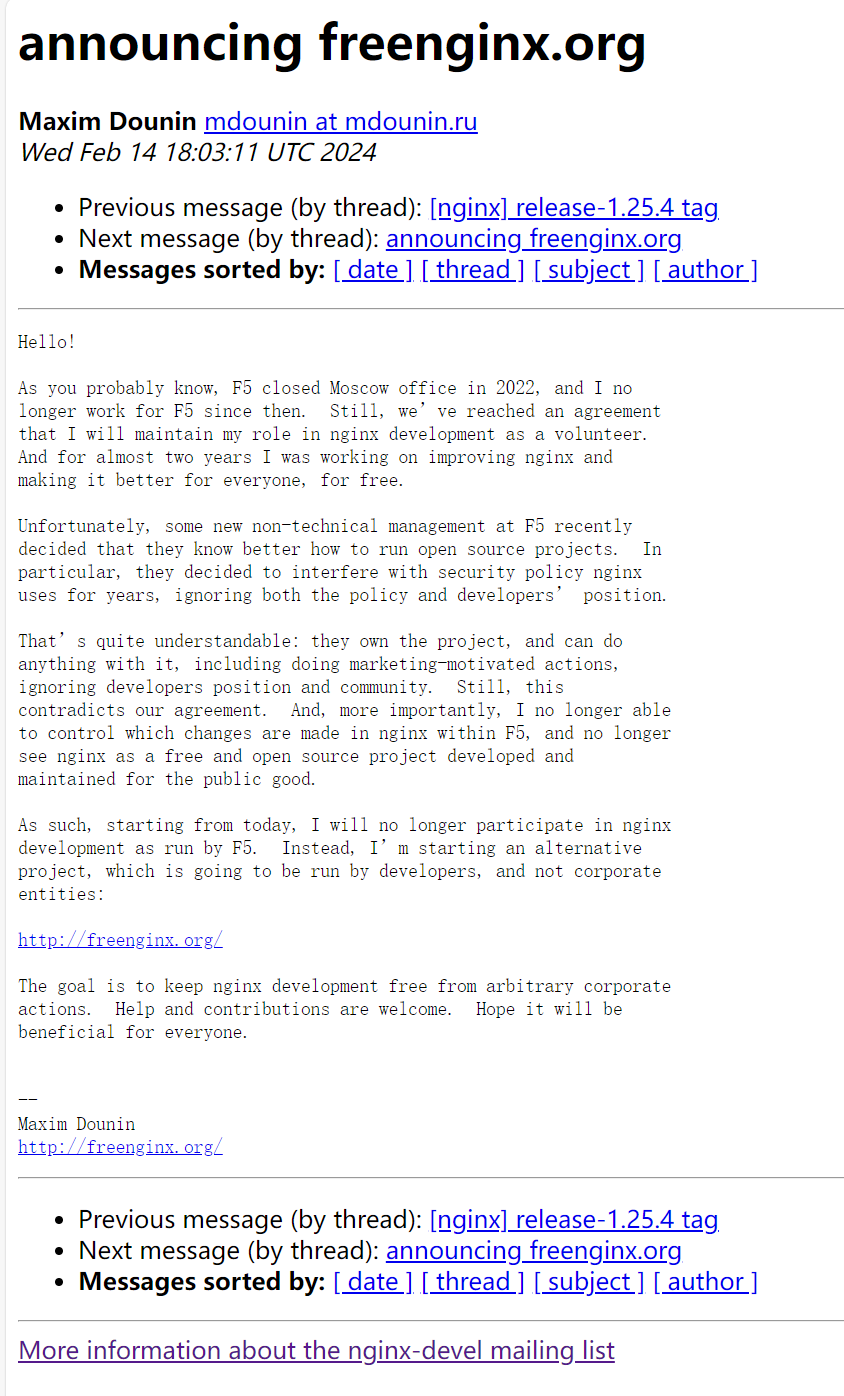 announcing freenginx.org
Maxim Dounin mdounin at mdounin.ru
Wed Feb 14 18:03:11 UTC 2024
• Previous message (by thread): [nginx] release-1.25.4 tag
• Next message (by thread): announcing freenginx.org
• Messages sorted by: [ date ] [ thread ] [ subject ] [ author ]
Hello!
As you probably know, F5 closed Moscow office in 2022, and I no
longer work for F5 since then.  Still, we’ve reached an agreement
that I will maintain my role in nginx development as a volunteer.
And for almost two years I was working on improving nginx and
making it better for everyone, for free.
Unfortunately, some new non-technical management at F5 recently
decided that they know better how to run open source projects.  In
particular, they decided to interfere with security policy nginx
uses for years, ignoring both the policy and developers’ position.
That’s quite understandable: they own the project, and can do
anything with it, including doing marketing-motivated actions,
ignoring developers position and community.  Still, this
contradicts our agreement.  And, more importantly, I no longer able
to control which changes are made in nginx within F5, and no longer
see nginx as a free and open source project developed and
maintained for the public good.
As such, starting from today, I will no longer participate in nginx
development as run by F5.  Instead, I’m starting an alternative
project, which is going to be run by developers, and not corporate
entities:
http://freenginx.org/
The goal is to keep nginx development free from arbitrary corporate
actions.  Help and contributions are welcome.  Hope it will be
beneficial for everyone.
--
Maxim Dounin
http://freenginx.org/
• Previous message (by thread): [nginx] release-1.25.4 tag
• Next message (by thread): announcing freenginx.org
• Messages sorted by: [ date ] [ thread ] [ subject ] [ author ]
More information about the nginx-devel mailing list